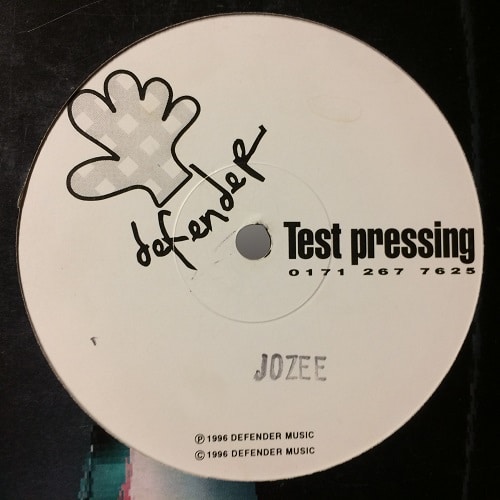 defender
Test pressing
0171 267 7625
JOZEE
℗ 1996 DEFENDER MUSIC
© 1996 DEFENDER MUSIC